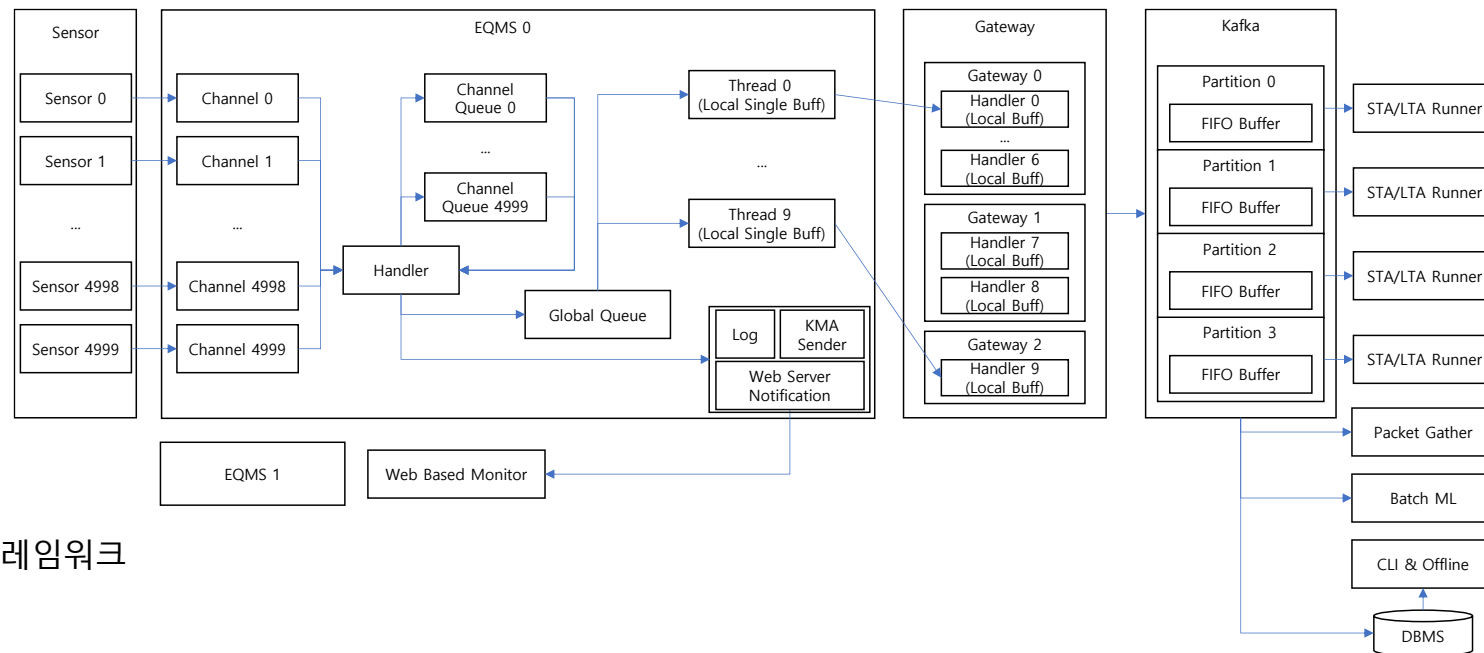 Sensor
Sensor 0
Sensor 1
...
Sensor 4998
Sensor 4999
EQMS 0
Channel 0
Channel 1
...
Channel 4998
Channel 4999
Handler
Channel
Queue 0
...
Channel
Queue 4999
Global Queue
Thread 0
(Local Single Buff)
...
Thread 9
(Local Single Buff)
Log
KMA
Sender
Web Server
Notification
EQMS 1
Web Based Monitor
Gateway
Gateway 0
Handler 0
(Local Buff)
...
Handler 6
(Local Buff)
Gateway 1
Handler 7
(Local Buff)
Handler 8
(Local Buff)
Gateway 2
Handler 9
(Local Buff)
Kafka
Partition 0
FIFO Buffer
Partition 1
FIFO Buffer
Partition 2
FIFO Buffer
Partition 3
FIFO Buffer
STA/LTA Runner
STA/LTA Runner
STA/LTA Runner
STA/LTA Runner
Packet Gather
Batch ML
CLI & Offline
DBMS
레임워크